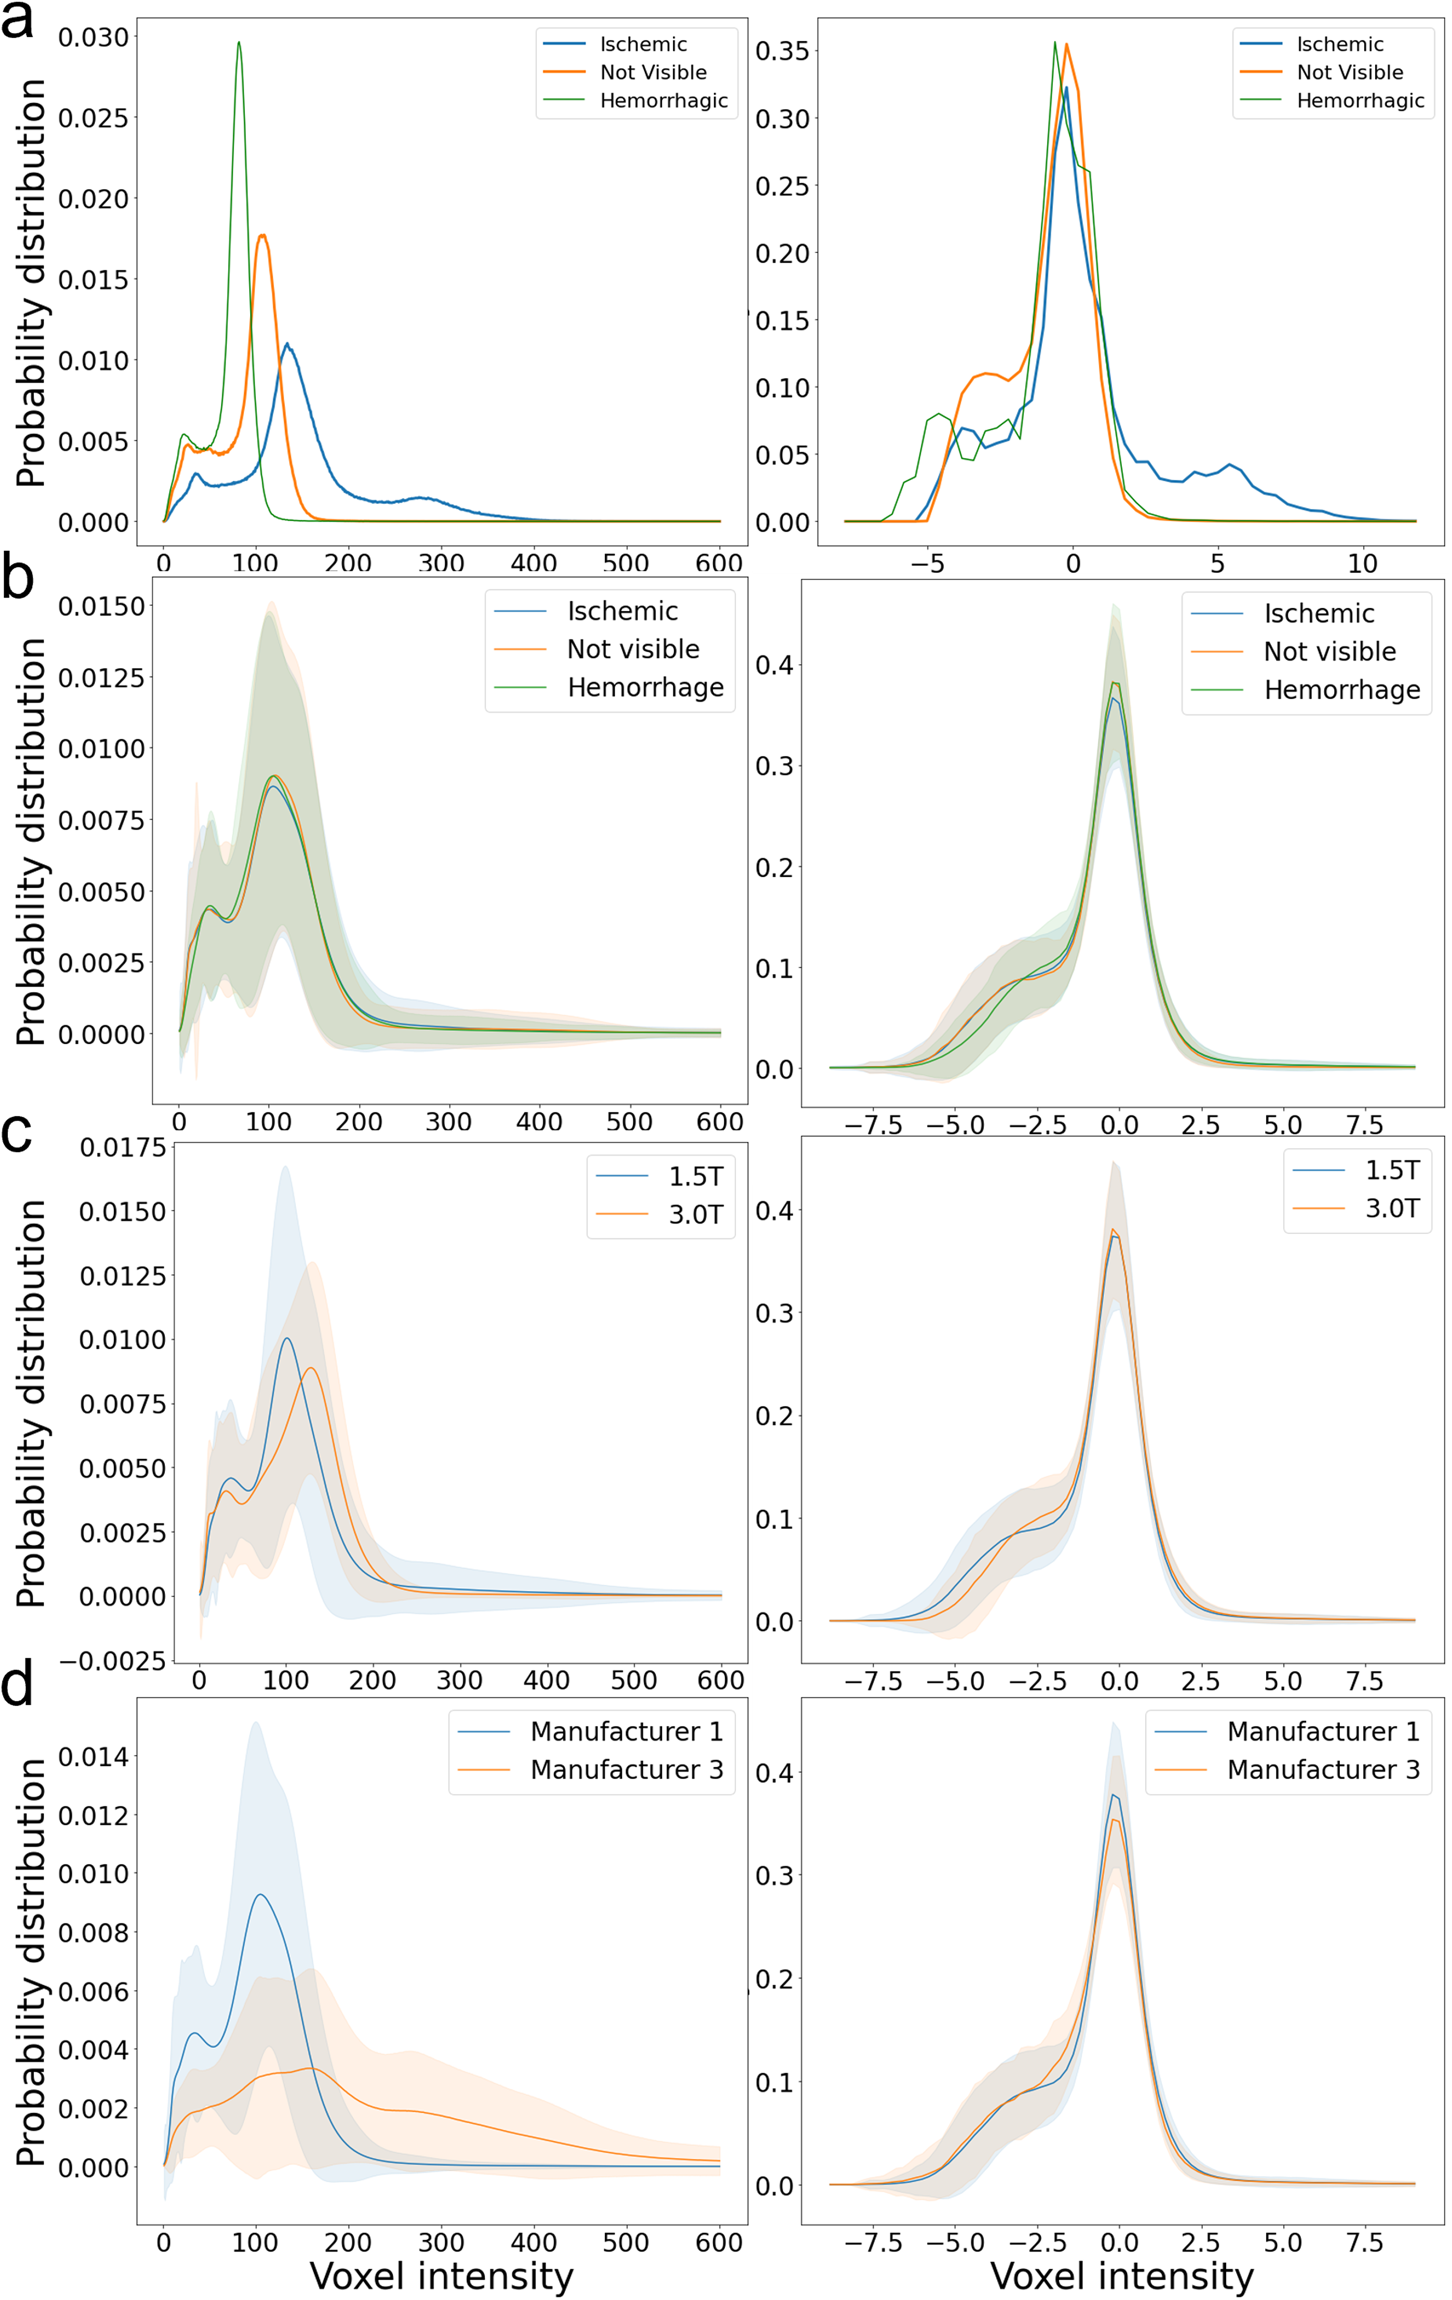 a
Probability distribution
0.030
0.025
0.020
0.015
0.010
0.005
0.000
Ischemic
Not Visible
Hemorrhagic
0 100 200 300 400 500 600
0.35
0.30
0.25
0.20
0.15
0.10
0.05
0.00
Ischemic
Not Visible
Hemorrhagic
−5 0 5 10
b
Probability distribution
0.0150
0.0125
0.0100
0.0075
0.0050
0.0025
0.0000
Ischemic
Not visible
Hemorrhage
0 100 200 300 400 500 600
0.4
0.3
0.2
0.1
0.0
Ischemic
Not visible
Hemorrhage
−7.5 −5.0 −2.5 0.0 2.5 5.0 7.5
c
Probability distribution
0.0175
0.0150
0.0125
0.0100
0.0075
0.0050
0.0025
0.0000
−0.0025
1.5T
3.0T
0 100 200 300 400 500 600
0.4
0.3
0.2
0.1
0.0
1.5T
3.0T
−7.5 −5.0 −2.5 0.0 2.5 5.0 7.5
d
Probability distribution
0.014
0.012
0.010
0.008
0.006
0.004
0.002
0.000
Manufacturer 1
Manufacturer 3
0 100 200 300 400 500 600
Voxel intensity
0.4
0.3
0.2
0.1
0.0
Manufacturer 1
Manufacturer 3
−7.5 −5.0 −2.5 0.0 2.5 5.0 7.5
Voxel intensity